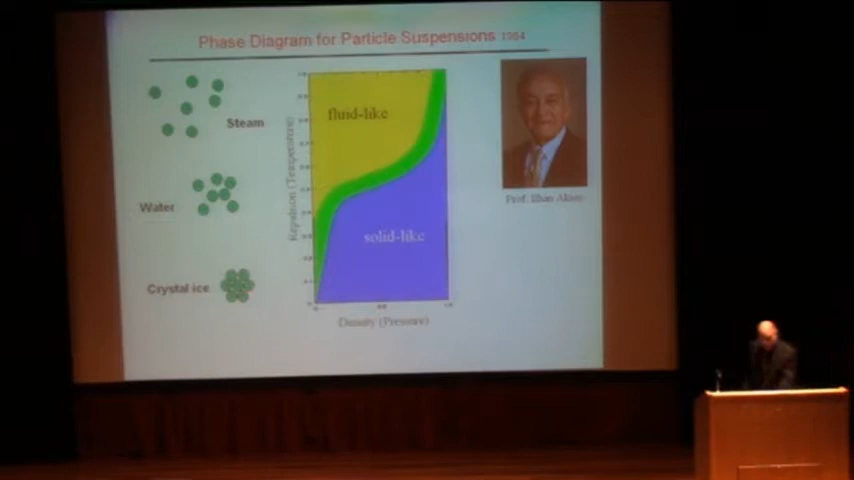 Phase Diagram for Particle Suspensions 1984
Steam
Water
Crystal ice
fluid-like
solid-like
Repulsion (Temperature)
Density (Pressure)
Prof. Ilhan Aksay